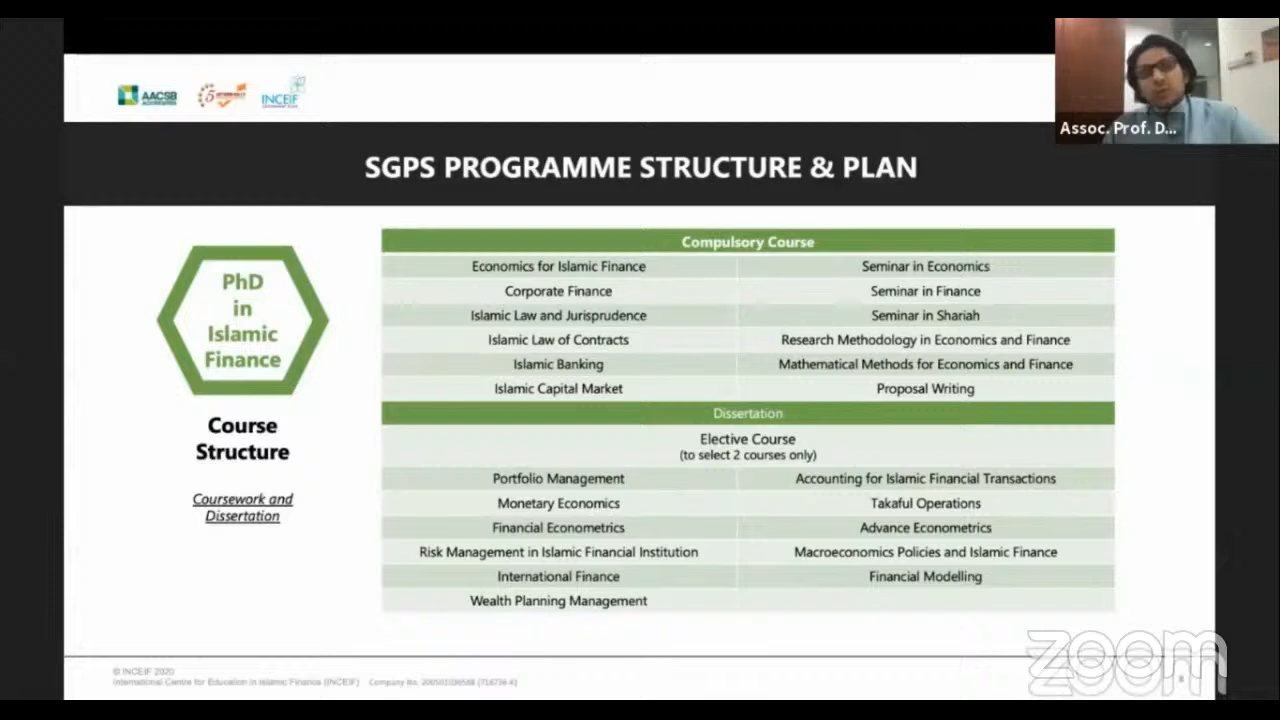 AACSB
ACCREDITED
5
INCEIF
Assoc. Prof. D...
SGPS PROGRAMME STRUCTURE & PLAN
PhD
in
Islamic
Finance
Course
Structure
Coursework and
Dissertation
Compulsory Course
Economics for Islamic Finance Seminar in Economics
Corporate Finance Seminar in Finance
Islamic Law and Jurisprudence Seminar in Shariah
Islamic Law of Contracts Research Methodology in Economics and Finance
Islamic Banking Mathematical Methods for Economics and Finance
Islamic Capital Market Proposal Writing
Dissertation
Elective Course
(to select 2 courses only)
Portfolio Management Accounting for Islamic Financial Transactions
Monetary Economics Takaful Operations
Financial Econometrics Advance Econometrics
Risk Management in Islamic Financial Institution Macroeconomics Policies and Islamic Finance
International Finance Financial Modelling
Wealth Planning Management
© INCEIF 2020
International Centre for Education in Islamic Finance (INCEIF) Company No.
8
zoom